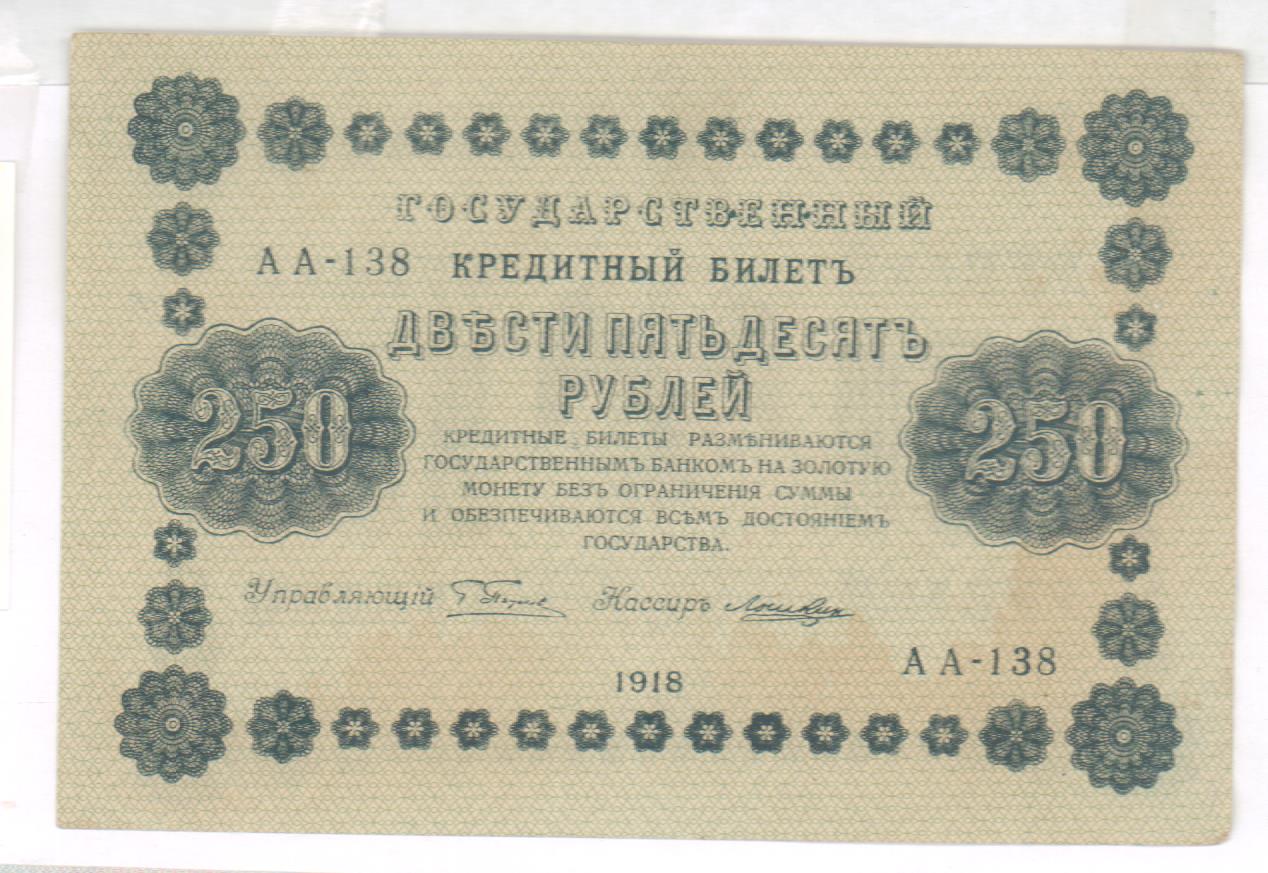 ГОСУДАРСТВЕННЫЙ
АА-138 КРЕДИТНЫЙ БИЛЕТЪ
ДВѢСТИ ПЯТЬДЕСЯТЪ
РУБЛЕЙ
250
250
КРЕДИТНЫЕ БИЛЕТЫ РАЗМѢНИВАЮТСЯ
ГОСУДАРСТВЕННЫМЪ БАНКОМЪ НА ЗОЛОТУЮ
МОНЕТУ БЕЗЪ ОГРАНИЧЕНІЯ СУММЫ
И ОБЕЗПЕЧИВАЮТСЯ ВСѢМЪ ДОСТОЯНІЕМЪ
ГОСУДАРСТВА.
Управляющій Кассиръ
АА-138
1918